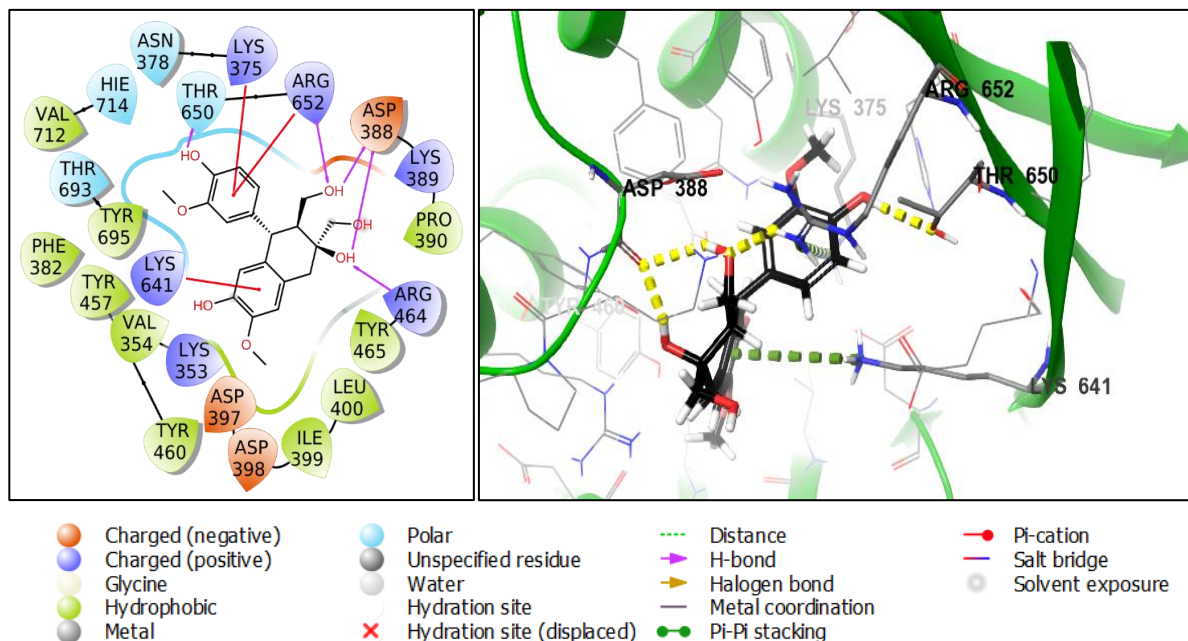 ASN
378
LYS
375
HIE
714
THR
650
ARG
652
ASP
388
VAL
712
LYS
389
THR
693
TYR
695
PRO
390
PHE
382
LYS
641
TYR
457
ARG
464
VAL
354
TYR
465
LYS
353
LEU
400
ASP
397
TYR
460
ASP
398
ILE
399
HO
O
OH
OH
OH
HO
O
LYS 375
ARG 652
ASP 388
THR 650
TYR 460
LYS 641
Charged (negative)
Charged (positive)
Glycine
Hydrophobic
Metal
Polar
Unspecified residue
Water
Hydration site
Hydration site (displaced)
Distance
H-bond
Halogen bond
Metal coordination
Pi-Pi stacking
Pi-cation
Salt bridge
Solvent exposure